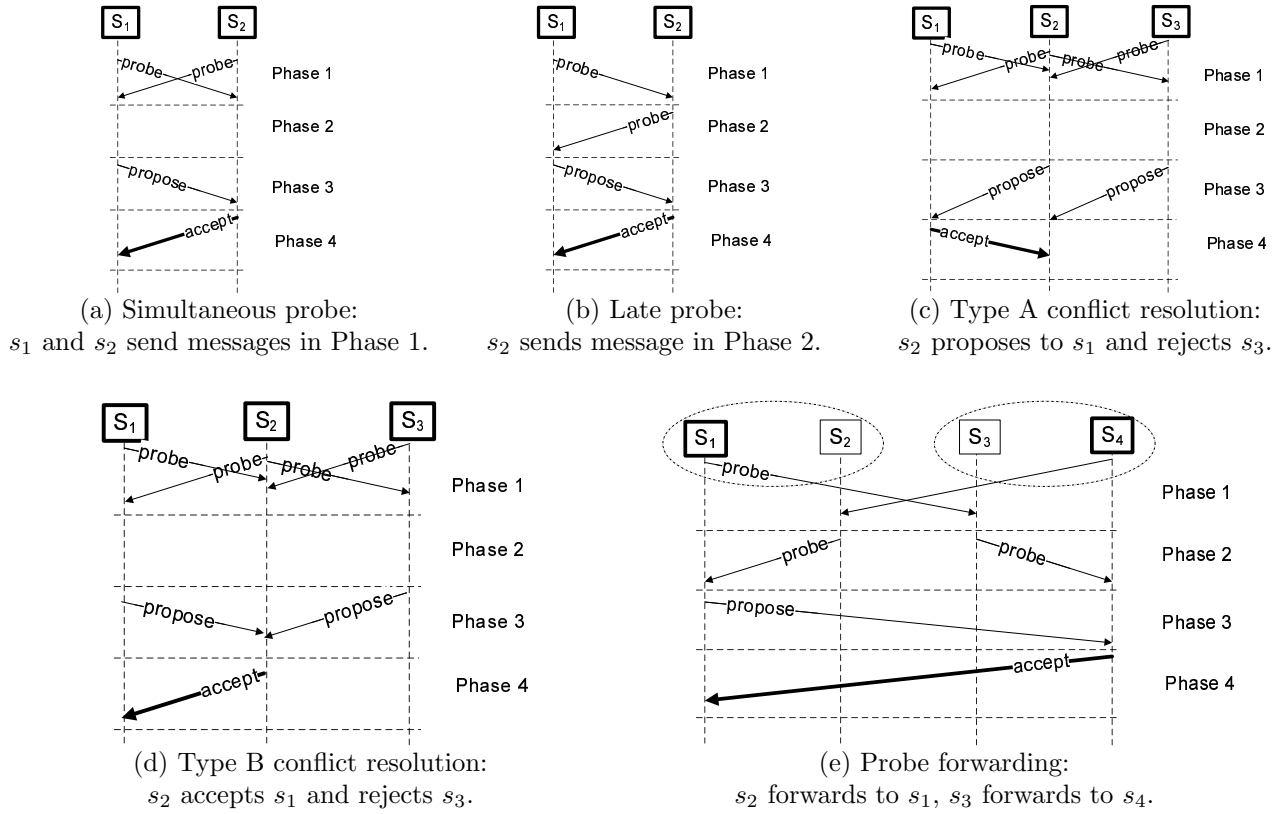 S1 S2
probe probe Phase 1
Phase 2
propose Phase 3
accept Phase 4
(a) Simultaneous probe:
s1 and s2 send messages in Phase 1.
S1 S2
probe Phase 1
probe Phase 2
propose Phase 3
accept Phase 4
(b) Late probe:
s2 sends message in Phase 2.
S1 S2 S3
probe probe probe probe Phase 1
Phase 2
propose propose Phase 3
accept Phase 4
(c) Type A conflict resolution:
s2 proposes to s1 and rejects s3.
S1 S2 S3
probe probe probe probe Phase 1
Phase 2
propose propose Phase 3
accept Phase 4
(d) Type B conflict resolution:
s2 accepts s1 and rejects s3.
S1 S2 S3 S4
probe Phase 1
probe probe Phase 2
propose Phase 3
accept Phase 4
(e) Probe forwarding:
s2 forwards to s1, s3 forwards to s4.